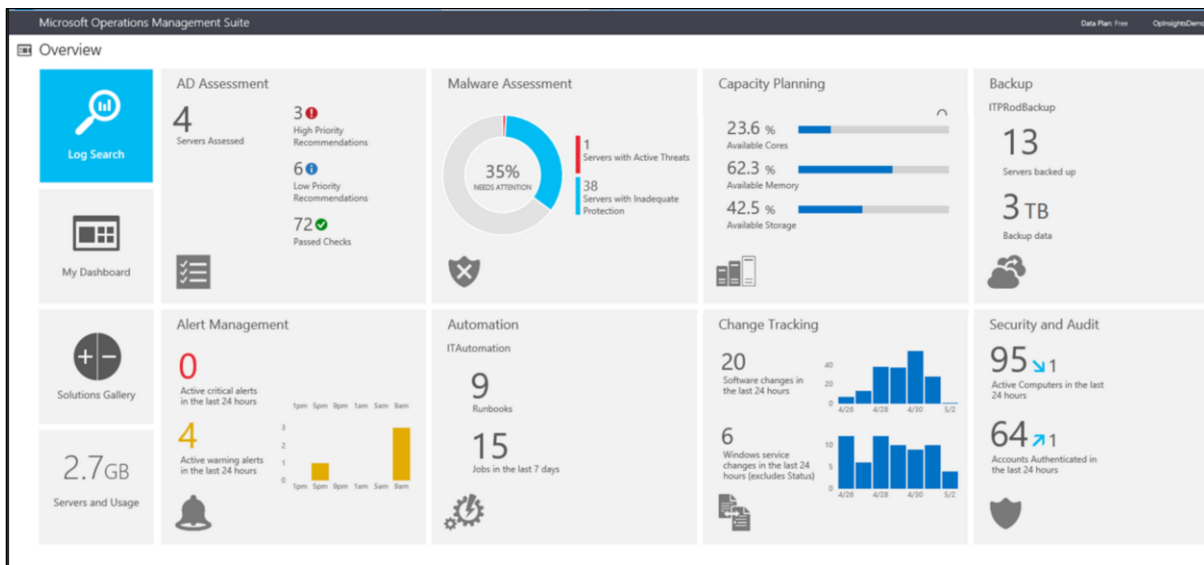 Microsoft Operations Management Suite
Data Plan: Free
OpInsightsDemo
Overview
Log Search
My Dashboard
Solutions Gallery
2.7GB
Servers and Usage
AD Assessment
4
Servers Assessed
3
High Priority
Recommendations
6
Low Priority
Recommendations
72
Passed Checks
Malware Assessment
35%
NEEDS ATTENTION
1
Servers with Active Threats
38
Servers with Inadequate
Protection
Capacity Planning
23.6 %
Available Cores
62.3 %
Available Memory
42.5 %
Available Storage
Backup
ITPRodBackup
13
Servers backed up
3 TB
Backup data
Alert Management
0
Active critical alerts
in the last 24 hours
1pm 5pm 9pm 1am 5am 9am
4
Active warning alerts
in the last 24 hours
3
2
1
0
1pm 5pm 9pm 1am 5am 9am
Automation
ITAutomation
9
Runbooks
15
Jobs in the last 7 days
Change Tracking
20
Software changes in
the last 24 hours
40
20
0
4/28 4/28 4/30 5/2
6
Windows service
changes in the last 24
hours (excludes Status)
10
5
0
4/28 4/28 4/30 5/2
Security and Audit
95 1
Active Computers in the last
24 hours
64 1
Accounts Authenticated in
the last 24 hours